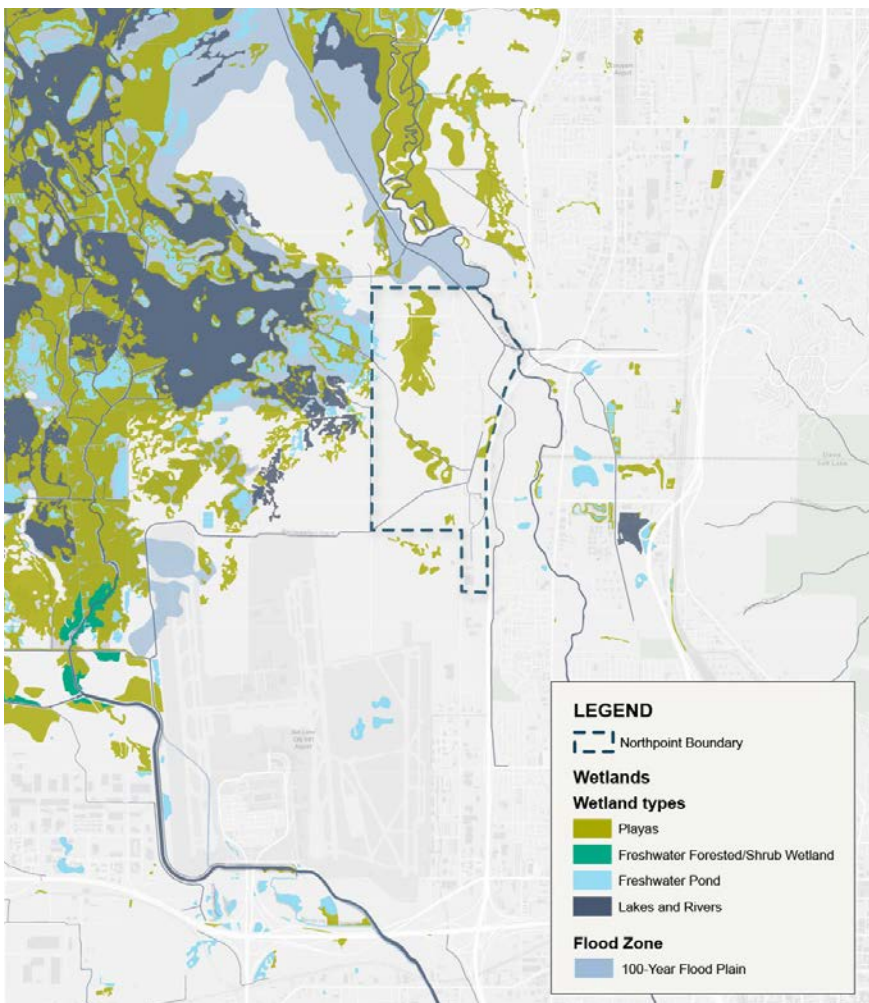 LEGEND
Northpoint Boundary
Wetlands
Wetland types
Playas
Freshwater Forested/Shrub Wetland
Freshwater Pond
Lakes and Rivers
Flood Zone
100-Year Flood Plain